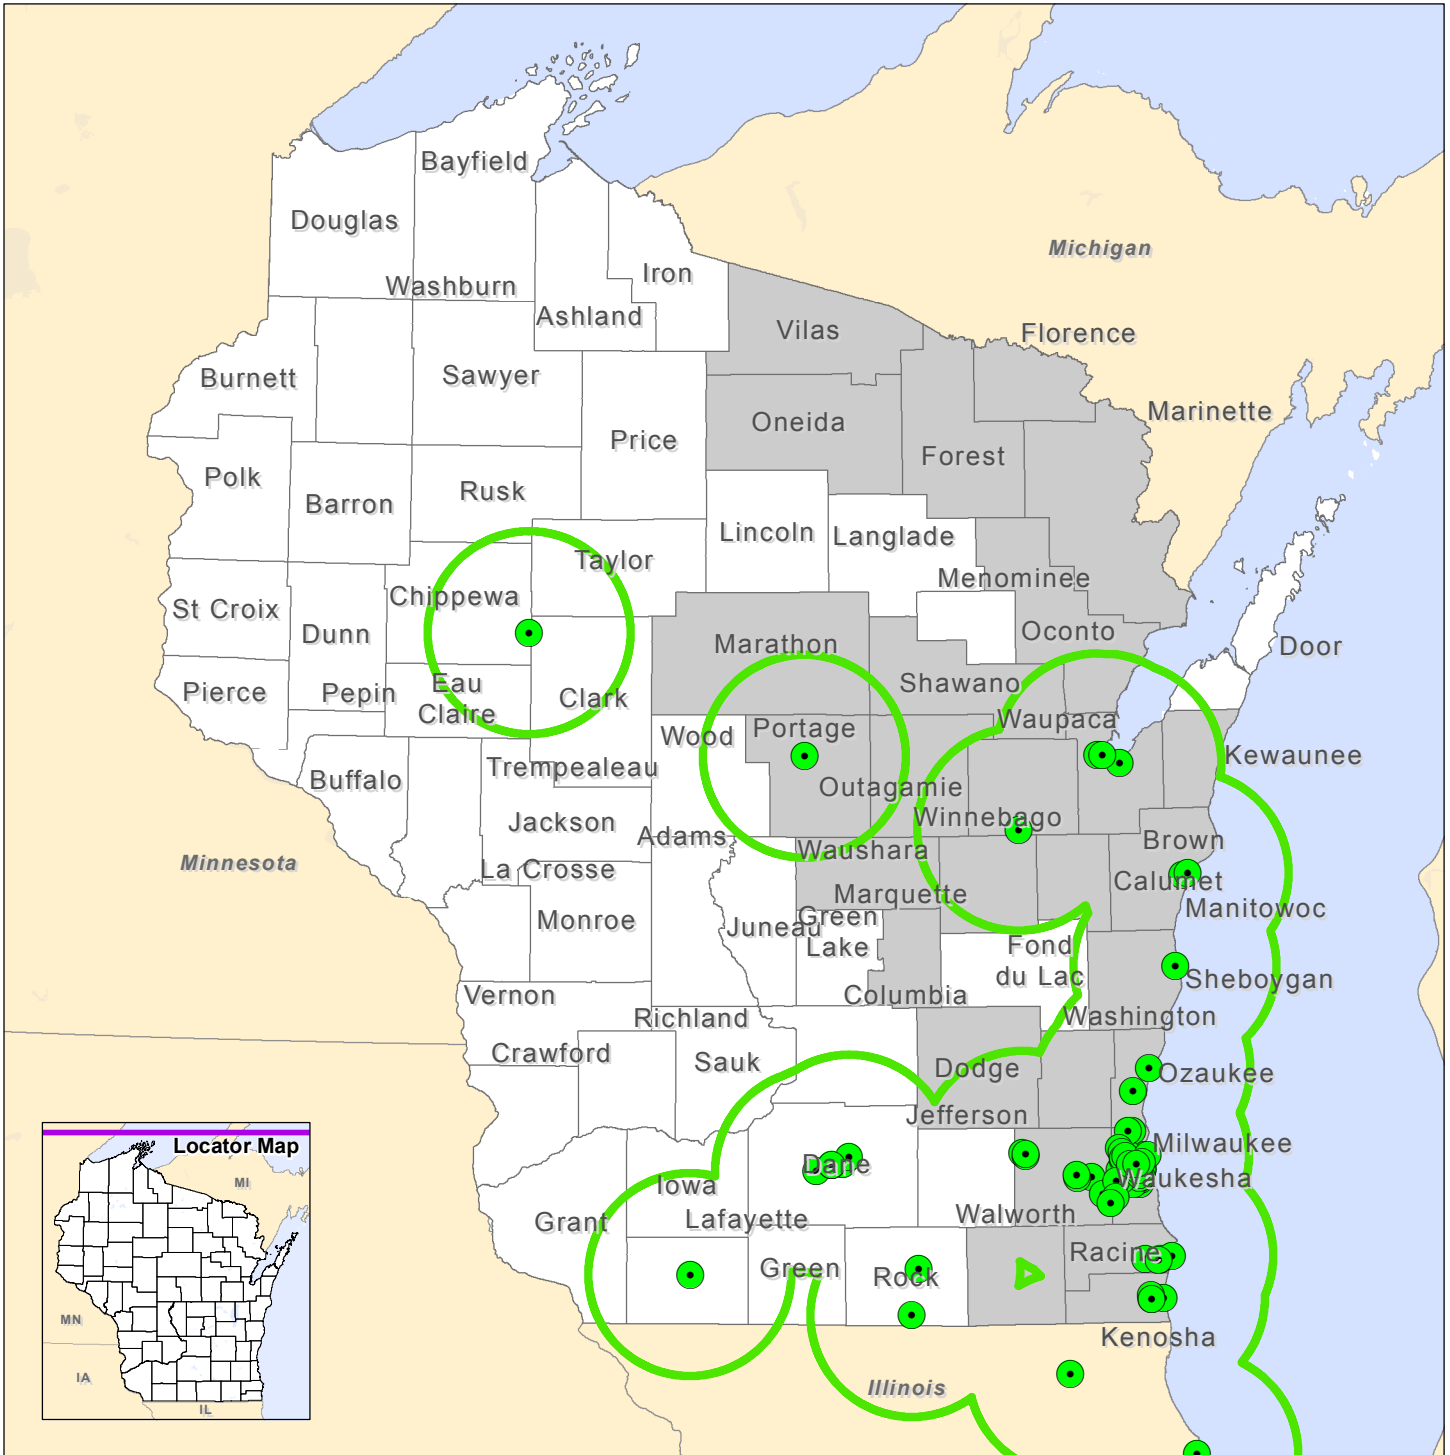 Bayfield
Douglas
Michigan
Iron
Washburn
Ashland
Vilas
Florence
Burnett
Sawyer
Marinette
Oneida
Price
Forest
Polk
Rusk
Barron
Lincoln
Langlade
Taylor
Menominee
Chippewa
St Croix
Dunn
Oconto
Marathon
Door
Pierce
Pepin
Eau
Claire
Clark
Shawano
Waupaca
Portage
Wood
Kewaunee
Trempealeau
Buffalo
Outagamie
Winnebago
Jackson
Adams
Brown
Minnesota
Waushara
La Crosse
Calumet
Marquette
Manitowoc
Monroe
Juneau
Green
Lake
Fond
du Lac
Sheboygan
Vernon
Columbia
Richland
Washington
Crawford
Sauk
Dodge
Ozaukee
Jefferson
Locator Map
Milwaukee
Dane
Waukesha
MI
Iowa
Grant
Lafayette
Walworth
Racine
Green
Rock
MN
Kenosha
IA
Illinois
IL